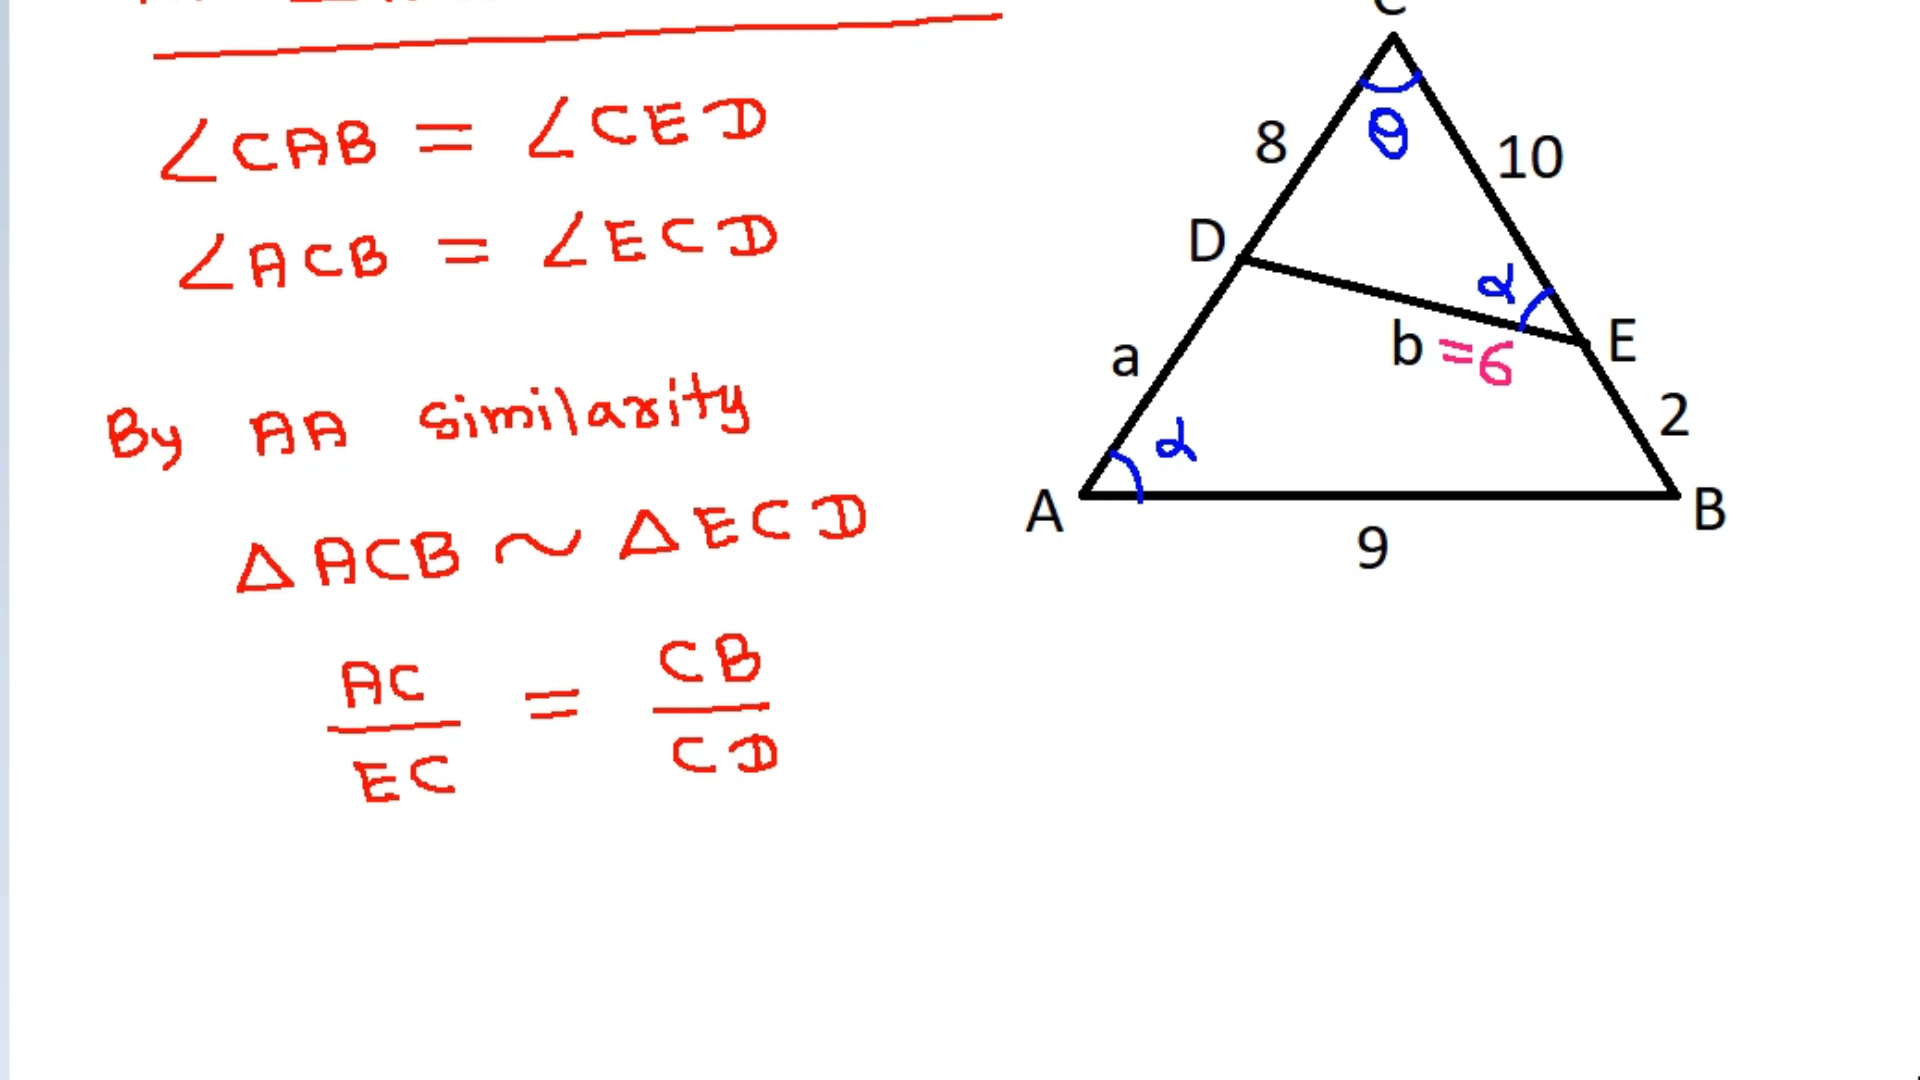 ∠CAB = ∠CED
∠ACB = ∠ECD
By AA Similarity
Δ ACB ~ Δ ECD
AC/EC = CB/CD
C
8
θ
10
D
α
E
a
b = 6
2
α
A
B
9